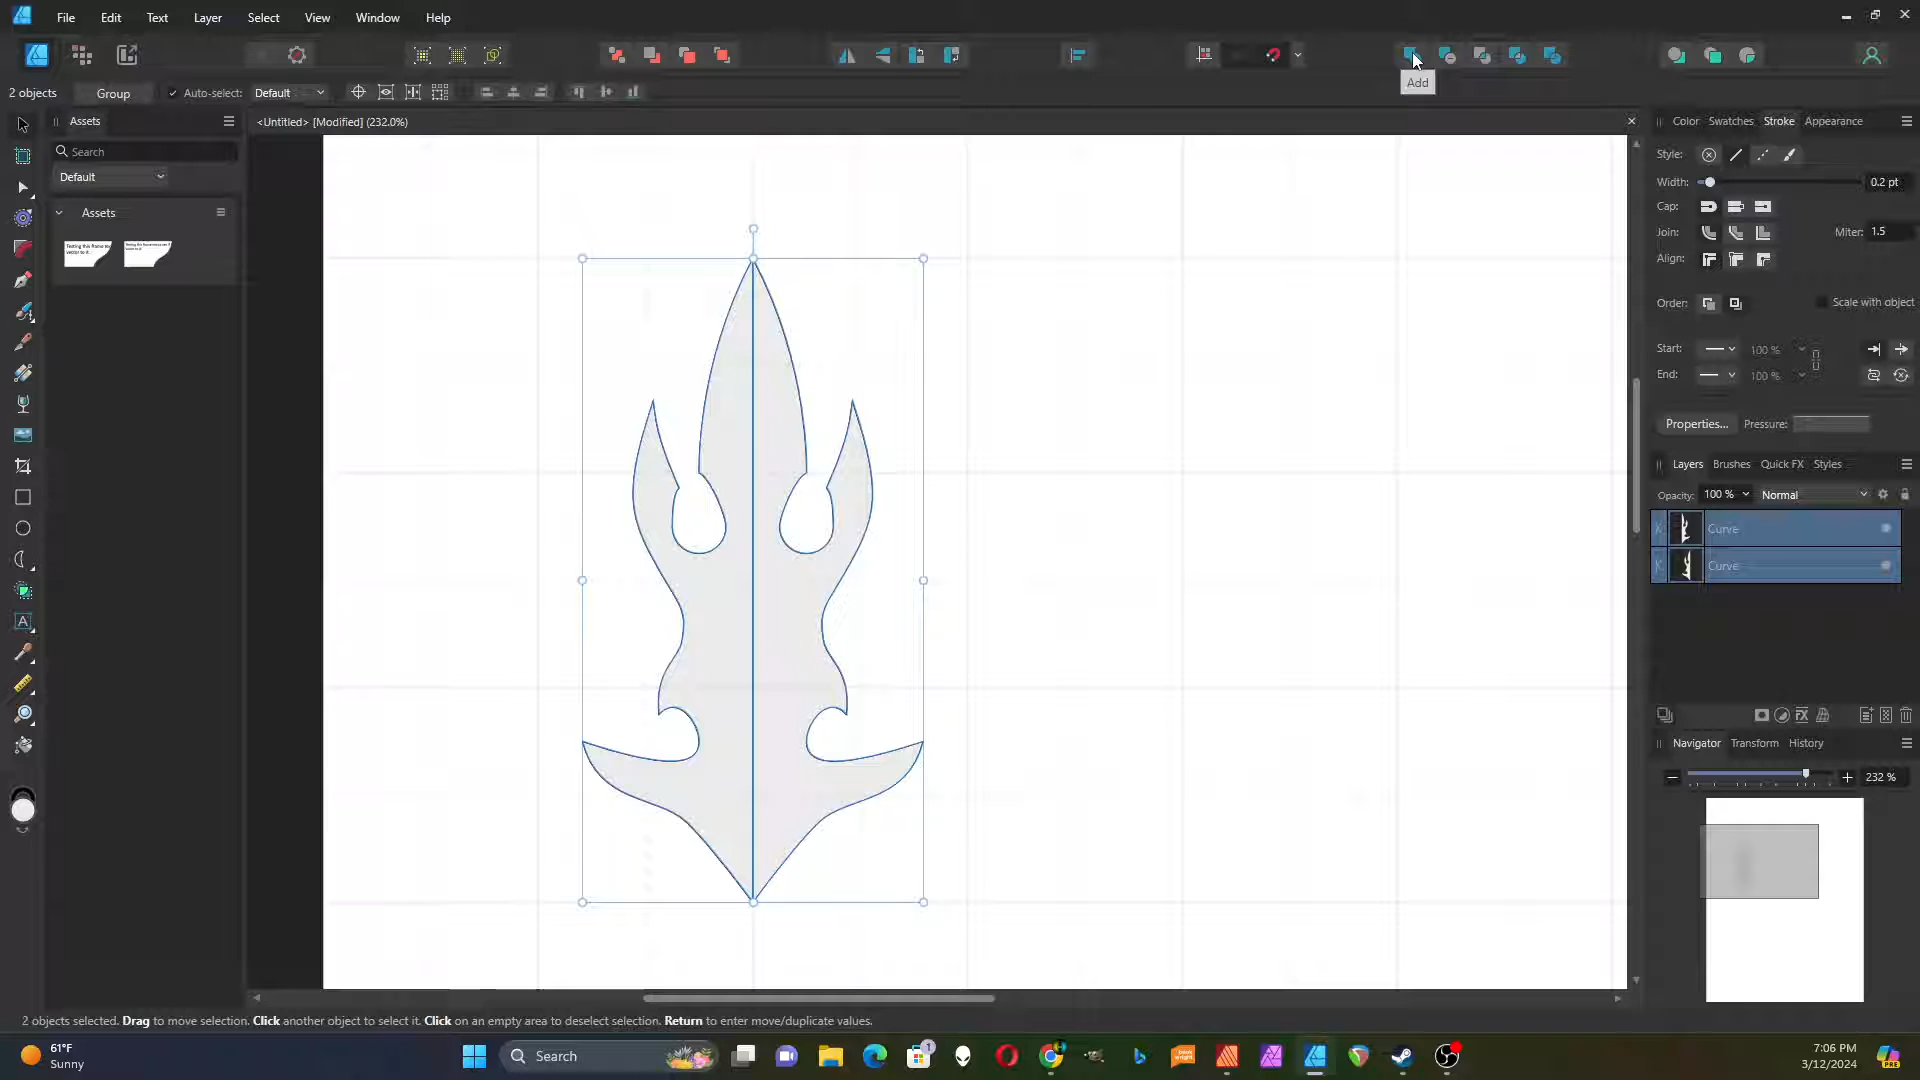 File Edit Text Layer Select View Window Help
Add
2 objects Group Auto-select: Default
Assets
<Untitled> [Modified] (232.0%)
Color Swatches Stroke Appearance
Search
Default
Assets
Style:
Width: 0.2 pt
Cap:
Join: Miter: 1.5
Align:
Order: Scale with object
Start: 100 %
End: 100 %
Properties... Pressure:
Layers Brushes Quick FX Styles
Opacity: 100 % Normal
Curve
Curve
Navigator Transform History
232 %
2 objects selected. Drag to move selection. Click another object to select it. Click on an empty area to deselect selection. Return to enter move/duplicate values.
61°F
Sunny
Search
7:06 PM
3/12/2024